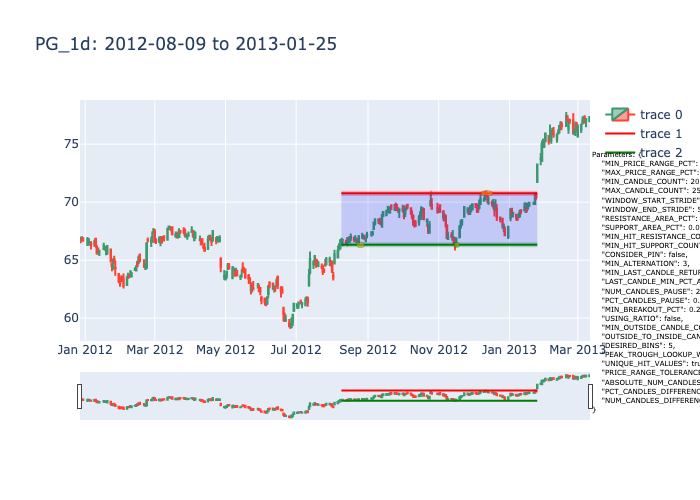 PG_1d: 2012-08-09 to 2013-01-25
75
70
65
60
Jan 2012
Mar 2012
May 2012
Jul 2012
Sep 2012
Nov 2012
Jan 2013
Mar 2013
trace 0
trace 1
trace 2
Parameters: {
"MIN_PRICE_RANGE_PCT":
"MAX_PRICE_RANGE_PCT":
"MIN_CANDLE_COUNT": 20
"MAX_CANDLE_COUNT": 25
"WINDOW_START_STRIDE"
"WINDOW_END_STRIDE":
"RESISTANCE_AREA_PCT":
"SUPPORT_AREA_PCT": 0.0
"MIN_HIT_RESISTANCE_CO
"MIN_HIT_SUPPORT_COUNT
"CONSIDER_PIN": false,
"MIN_ALTERNATION": 3,
"MIN_LAST_CANDLE_RETUR
"LAST_CANDLE_MIN_PCT_A
"NUM_CANDLES_PAUSE": 2
"PCT_CANDLES_PAUSE": 0.
"MIN_BREAKOUT_PCT": 0.2
"USING_RATIO": false,
"MIN_OUTSIDE_CANDLE_C
"OUTSIDE_TO_INSIDE_CAN
"DESIRED_BINS": 5,
"PEAK_TROUGH_LOOKUP_W
"UNIQUE_HIT_VALUES": tru
"PRICE_RANGE_TOLERANC
"ABSOLUTE_NUM_CANDLES
"PCT_CANDLES_DIFFERENC
"NUM_CANDLES_DIFFEREN
}